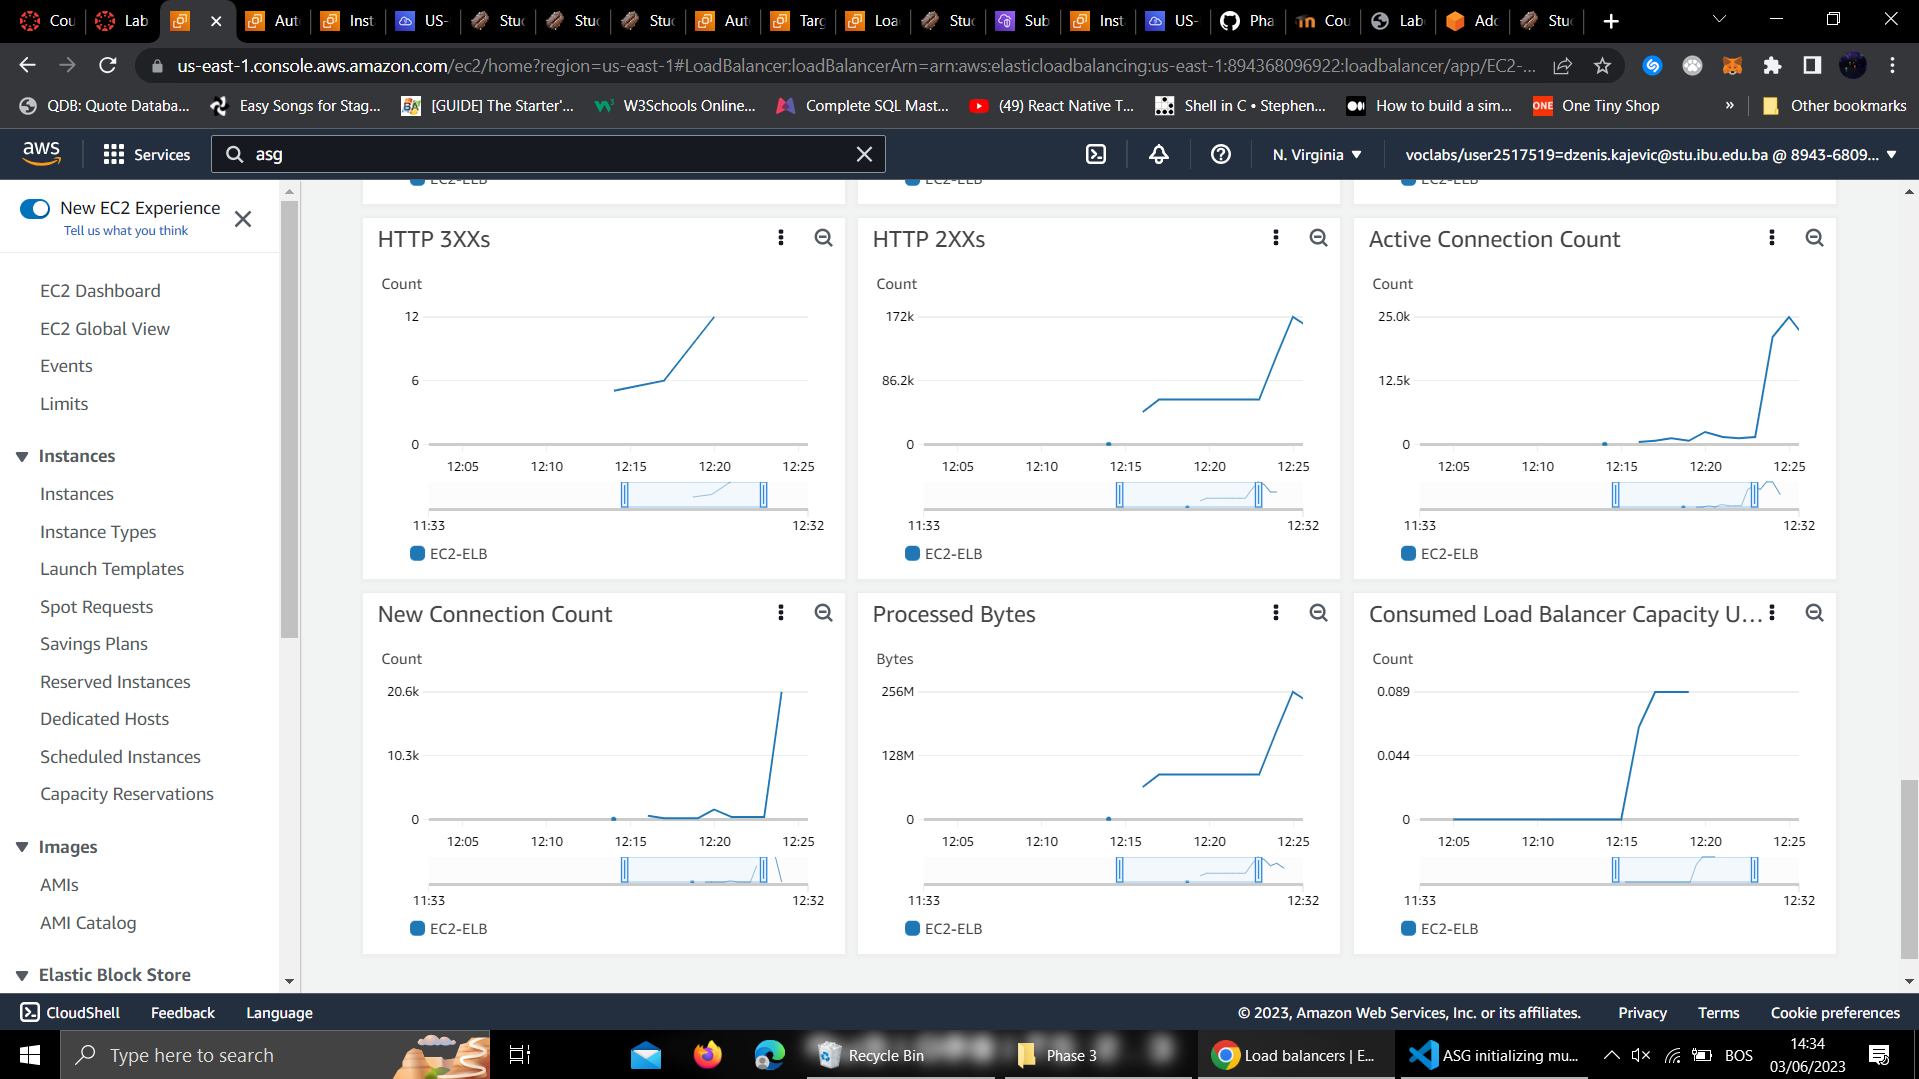 Cou
Lab
Aut
Inst
US-
Stu
Stu
Stu
Aut
Targ
Loa
Stu
Sub
Inst
US-
Pha
Cou
Lab
Adc
Stu
us-east-1.console.aws.amazon.com/ec2/home?region=us-east-1#LoadBalancer:loadBalancerArn=arn:aws:elasticloadbalancing:us-east-1:894368096922:loadbalancer/app/EC2-...
QDB: Quote Databa...
Easy Songs for Stag...
[GUIDE] The Starter'...
W3Schools Online...
Complete SQL Mast...
(49) React Native T...
Shell in C • Stephen...
How to build a sim...
ONE
One Tiny Shop
»
Other bookmarks
aws
Services
asg
N. Virginia
voclabs/user2517519=dzenis.kajevic@stu.ibu.edu.ba @ 8943-6809...
New EC2 Experience
Tell us what you think
EC2 Dashboard
EC2 Global View
Events
Limits
Instances
Instances
Instance Types
Launch Templates
Spot Requests
Savings Plans
Reserved Instances
Dedicated Hosts
Scheduled Instances
Capacity Reservations
Images
AMIs
AMI Catalog
Elastic Block Store
EC2-ELB
EC2-ELB
EC2-ELB
HTTP 3XXs
Count
12
6
0
12:05
12:10
12:15
12:20
12:25
11:33
12:32
EC2-ELB
HTTP 2XXs
Count
172k
86.2k
0
12:05
12:10
12:15
12:20
12:25
11:33
12:32
EC2-ELB
Active Connection Count
Count
25.0k
12.5k
0
12:05
12:10
12:15
12:20
12:25
11:33
12:32
EC2-ELB
New Connection Count
Count
20.6k
10.3k
0
12:05
12:10
12:15
12:20
12:25
11:33
12:32
EC2-ELB
Processed Bytes
Bytes
256M
128M
0
12:05
12:10
12:15
12:20
12:25
11:33
12:32
EC2-ELB
Consumed Load Balancer Capacity U...
Count
0.089
0.044
0
12:05
12:10
12:15
12:20
12:25
11:33
12:32
EC2-ELB
CloudShell
Feedback
Language
© 2023, Amazon Web Services, Inc. or its affiliates.
Privacy
Terms
Cookie preferences
Type here to search
Recycle Bin
Phase 3
Load balancers | E...
ASG initializing mu...
BOS
14:34
03/06/2023